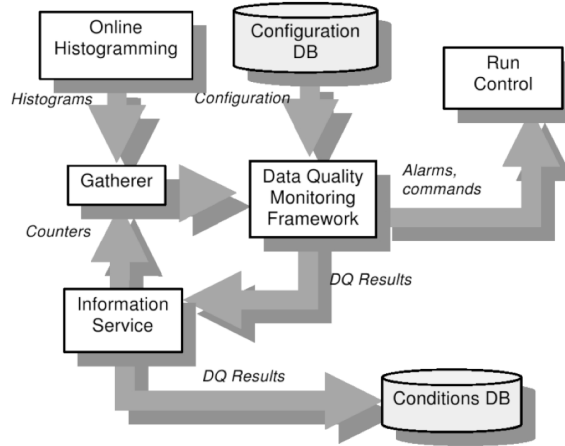 Online
Histogramming
Configuration
DB
Run
Control
Histograms
Configuration
Gatherer
Data Quality
Monitoring
Framework
Alarms,
commands
Counters
DQ Results
Information
Service
DQ Results
Conditions DB